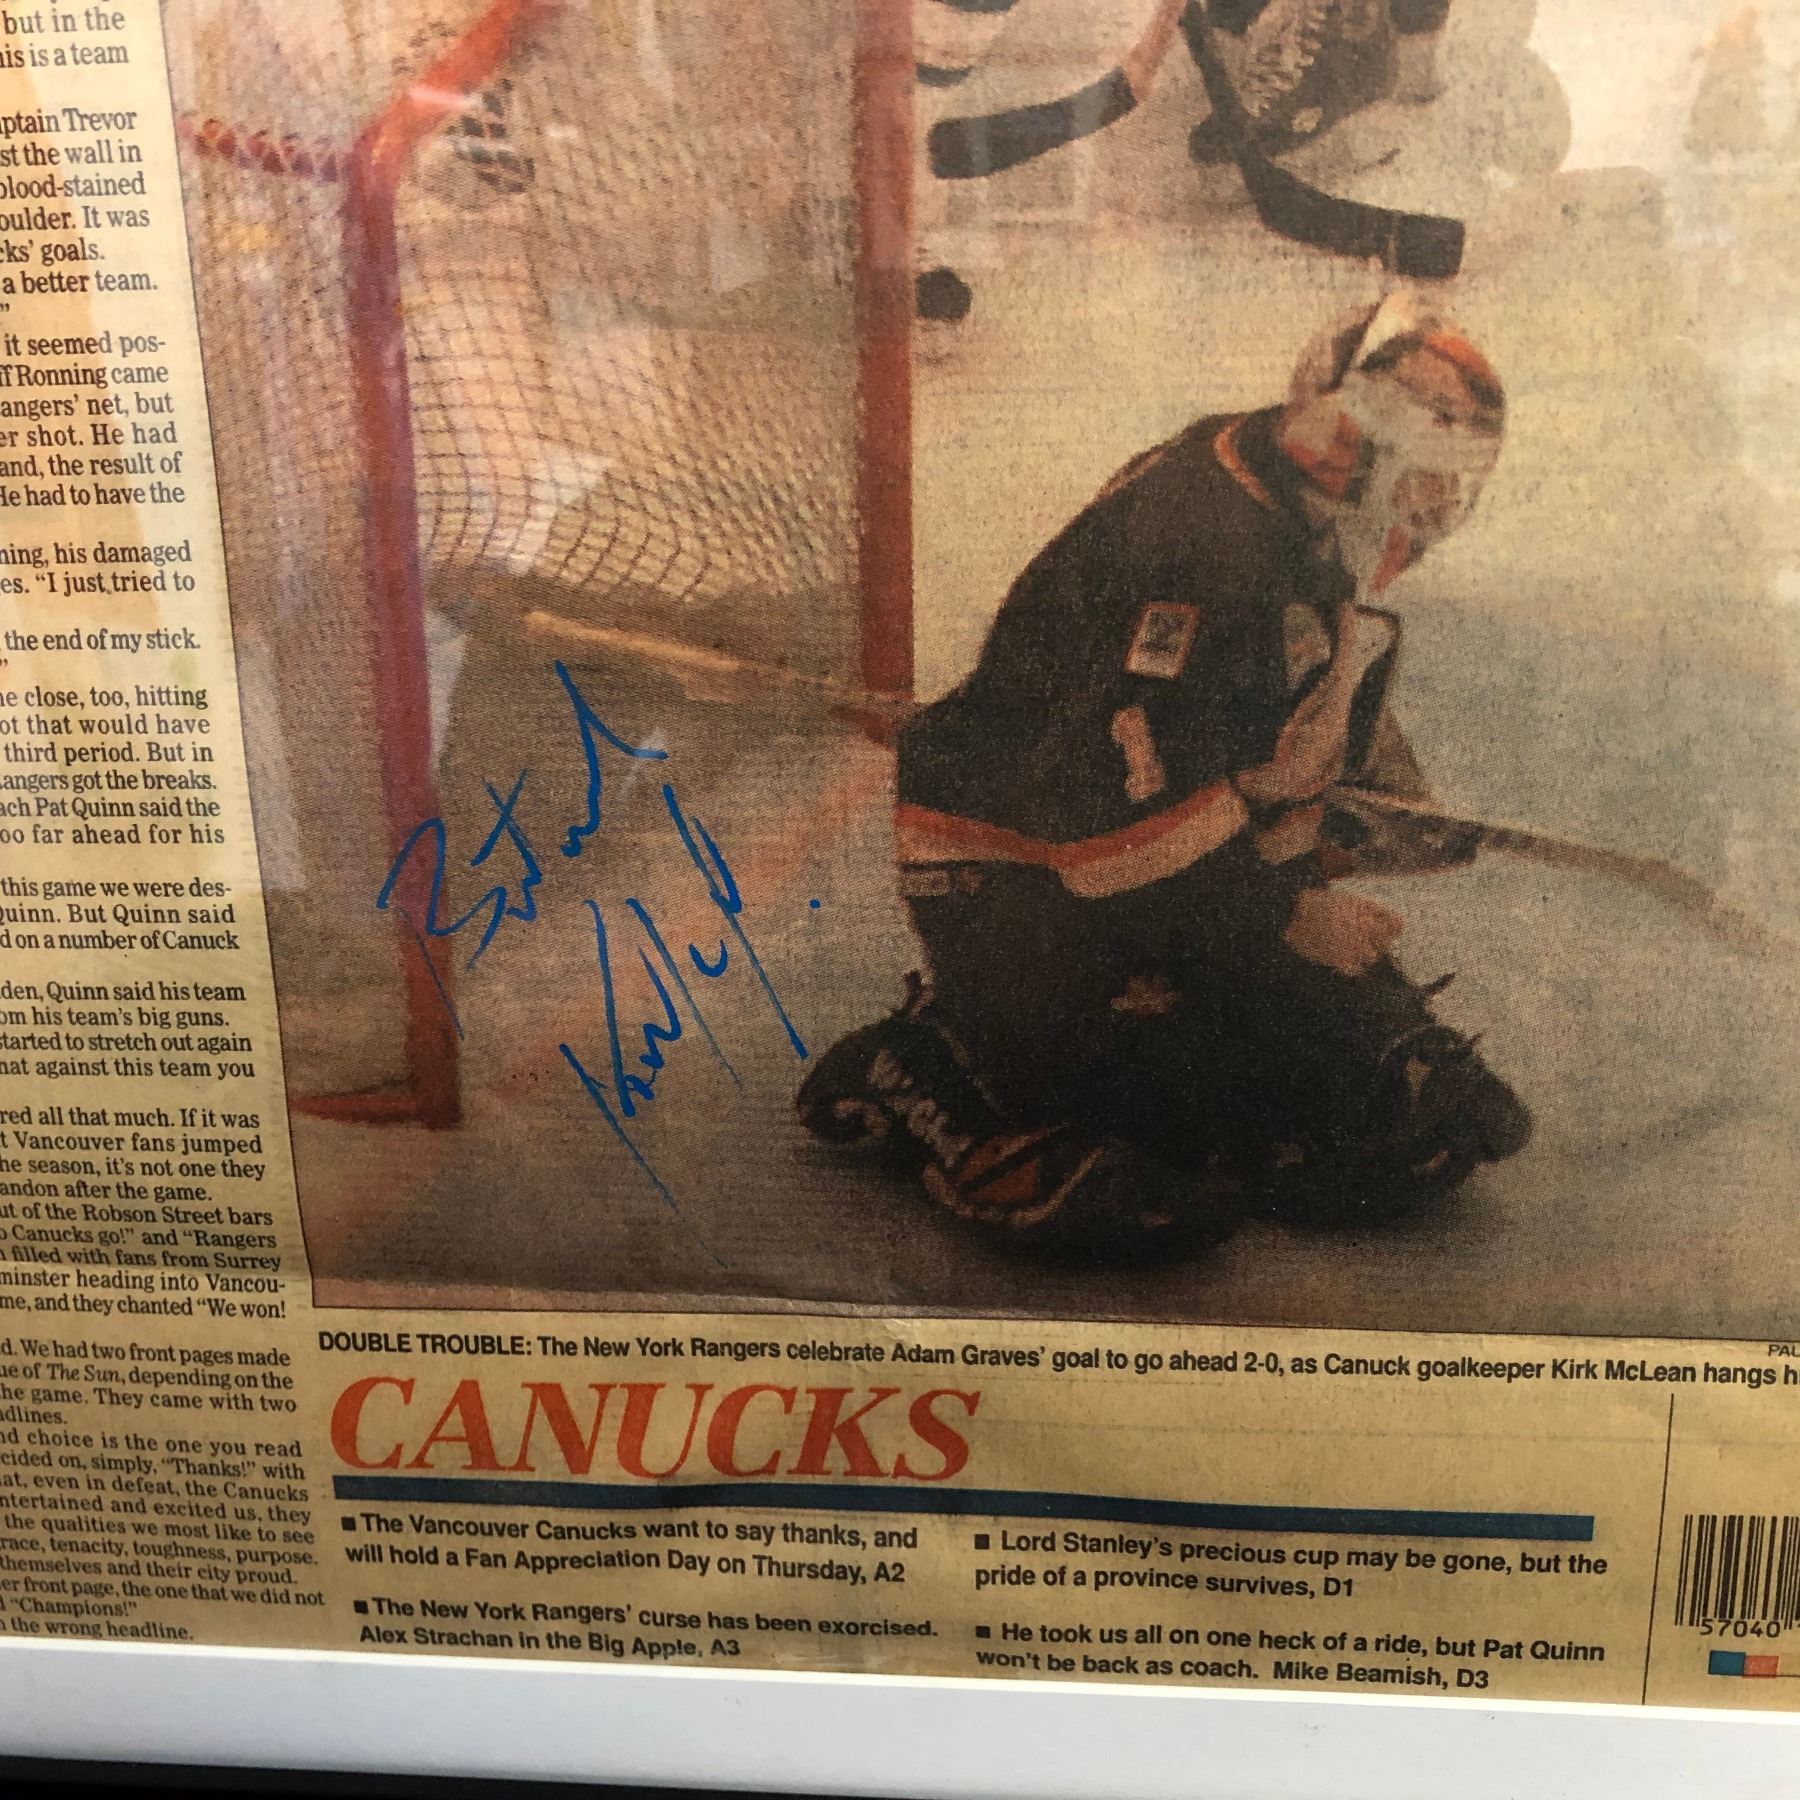 but in the
his is a team
ptain Trevor
st the wall in
blood-stained
oulder. It was
cks' goals.
a better team.
"
it seemed pos-
ff Ronning came
angers' net, but
er shot. He had
and, the result of
He had to have the
ning, his damaged
es. "I just tried to
the end of my stick.
"
ne close, too, hitting
ot that would have
third period. But in
angers got the breaks.
ach Pat Quinn said the
oo far ahead for his
this game we were des-
Quinn. But Quinn said
d on a number of Canuck
den, Quinn said his team
om his team's big guns.
started to stretch out again
hat against this team you
red all that much. If it was
t Vancouver fans jumped
he season, it's not one they
andon after the game.
ut of the Robson Street bars
o Canucks go!" and "Rangers
n filled with fans from Surrey
minster heading into Vancou-
me, and they chanted "We won!
d. We had two front pages made
ue of The Sun, depending on the
he game. They came with two
adlines.
nd choice is the one you read
cided on, simply, "Thanks!" with
at, even in defeat, the Canucks
ntertained and excited us, they
the qualities we most like to see
race, tenacity, toughness, purpose.
themselves and their city proud.
er front page, the one that we did not
"Champions!"
n the wrong headline.
PAU
DOUBLE TROUBLE: The New York Rangers celebrate Adam Graves' goal to go ahead 2-0, as Canuck goalkeeper Kirk McLean hangs h
CANUCKS
■ The Vancouver Canucks want to say thanks, and
will hold a Fan Appreciation Day on Thursday, A2
■ The New York Rangers' curse has been exorcised.
Alex Strachan in the Big Apple, A3
■ Lord Stanley's precious cup may be gone, but the
pride of a province survives, D1
■ He took us all on one heck of a ride, but Pat Quinn
won't be back as coach. Mike Beamish, D3
57040